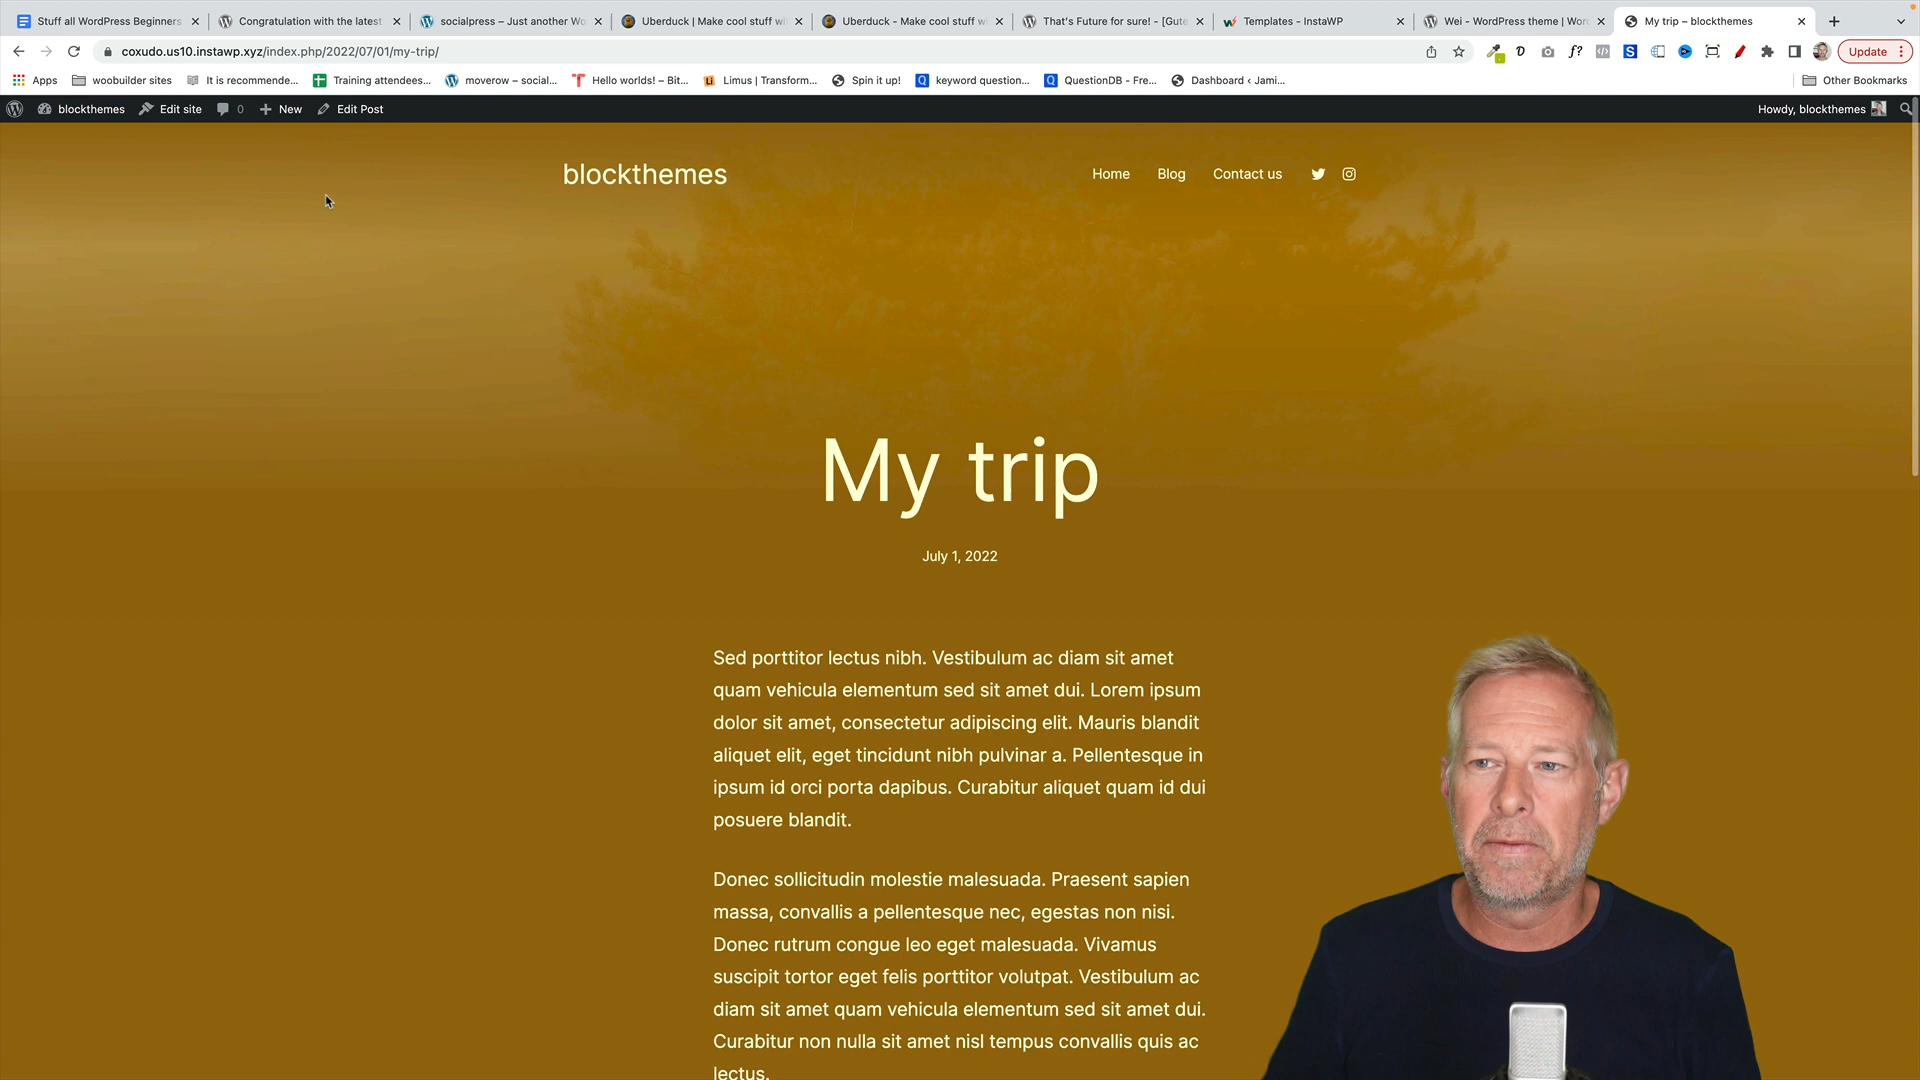 Stuff all WordPress Beginners
Congratulation with the latest
socialpress – Just another Wo
Uberduck | Make cool stuff wi
Uberduck - Make cool stuff w
That's Future for sure! - [Gute
Templates - InstaWP
Wei - WordPress theme | Wor
My trip – blockthemes
coxudo.us10.instawp.xyz/index.php/2022/07/01/my-trip/
Update
Apps
woobuilder sites
It is recommende...
Training attendees...
moverow – social...
Hello worlds! – Bit...
Limus | Transform...
Spin it up!
keyword question...
QuestionDB - Fre...
Dashboard ‹ Jami...
Other Bookmarks
blockthemes
Edit site
0
New
Edit Post
Howdy, blockthemes
blockthemes
Home
Blog
Contact us
My trip
July 1, 2022
Sed porttitor lectus nibh. Vestibulum ac diam sit amet
quam vehicula elementum sed sit amet dui. Lorem ipsum
dolor sit amet, consectetur adipiscing elit. Mauris blandit
aliquet elit, eget tincidunt nibh pulvinar a. Pellentesque in
ipsum id orci porta dapibus. Curabitur aliquet quam id dui
posuere blandit.
Donec sollicitudin molestie malesuada. Praesent sapien
massa, convallis a pellentesque nec, egestas non nisi.
Donec rutrum congue leo eget malesuada. Vivamus
suscipit tortor eget felis porttitor volutpat. Vestibulum ac
diam sit amet quam vehicula elementum sed sit amet dui.
Curabitur non nulla sit amet nisl tempus convallis quis ac
lectus.